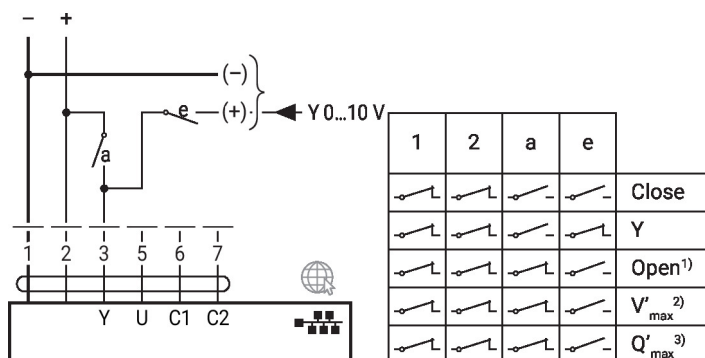 − +
(−)
e (+) Y 0...10 V
a
1 2 3 5 6 7
Y U C1 C2
1 2 a e
Close
Y
Open1)
V'max2)
Q'max3)